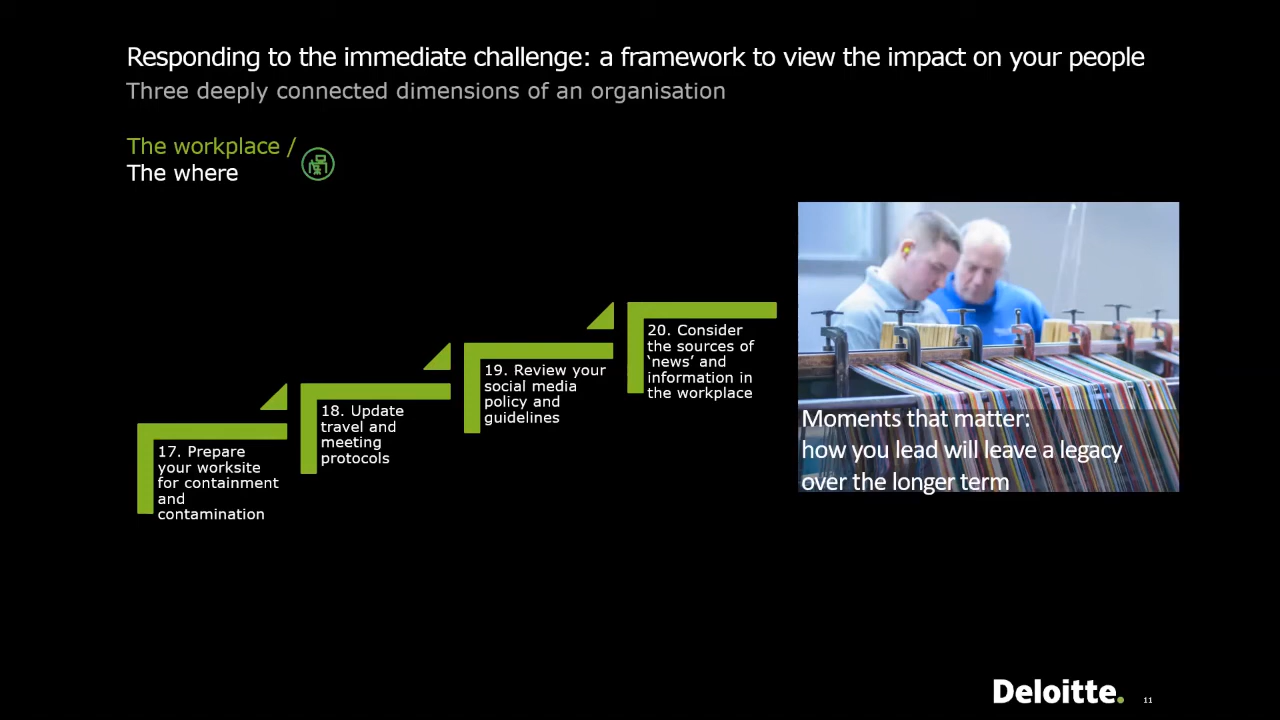 Responding to the immediate challenge: a framework to view the impact on your people
Three deeply connected dimensions of an organisation
The workplace /
The where
17. Prepare
your worksite
for containment
and
contamination
18. Update
travel and
meeting
protocols
19. Review your
social media
policy and
guidelines
20. Consider
the sources of
‘news’ and
information in
the workplace
Moments that matter:
how you lead will leave a legacy
over the longer term
Deloitte.
11